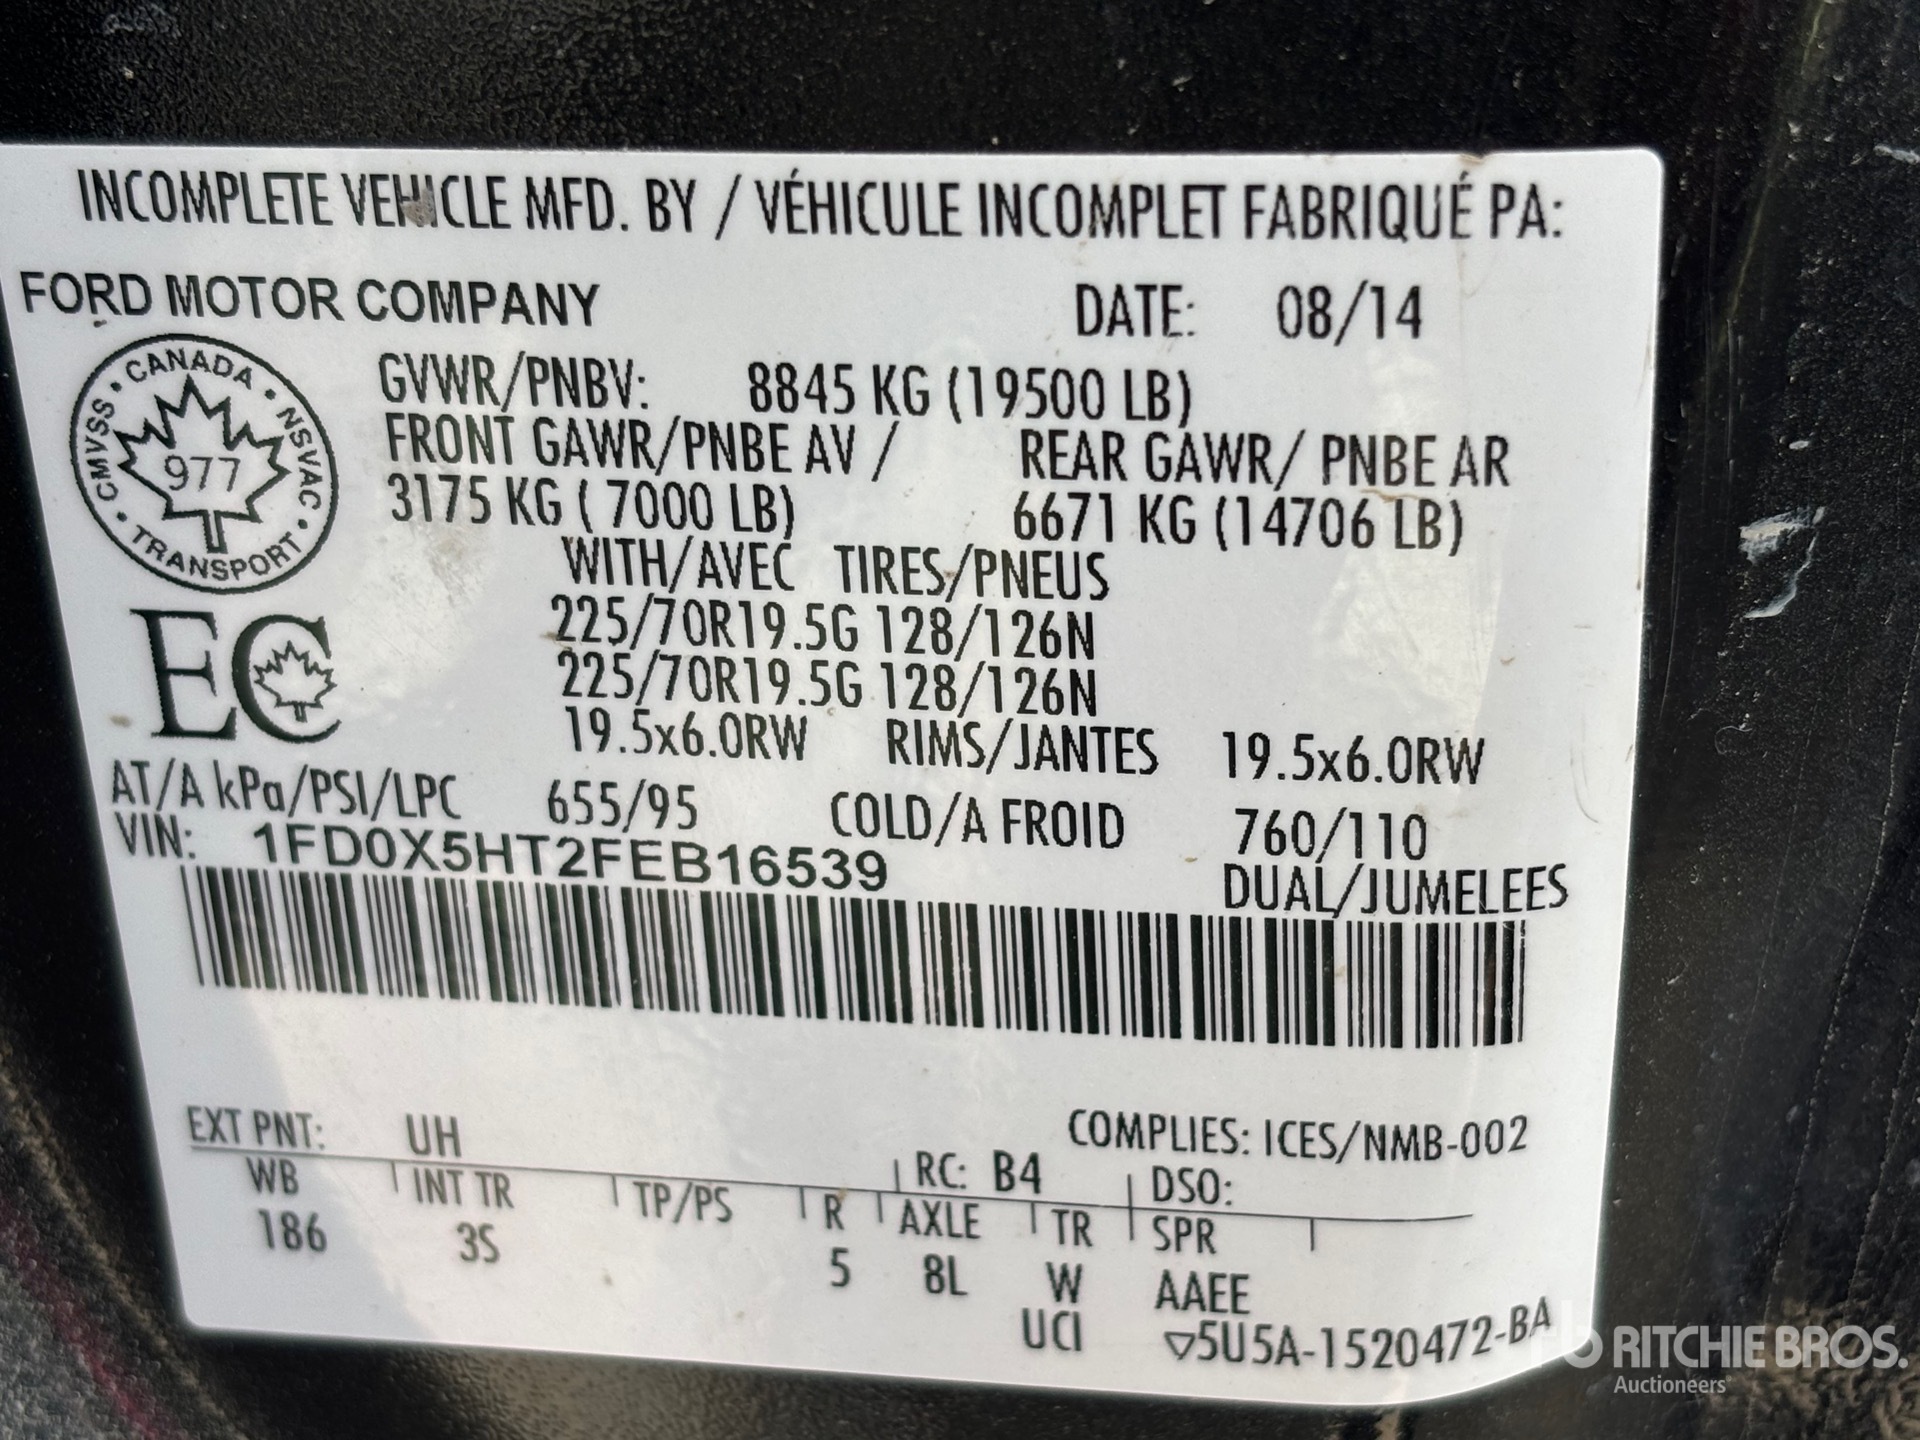 INCOMPLETE VEHICLE MFD. BY / VÉHICULE INCOMPLET FABRIQUÉ PA:
FORD MOTOR COMPANY DATE: 08/14
CANADA · NSVAC · TRANSPORT · CMVSS ·
977
GVWR/PNBV: 8845 KG (19500 LB)
FRONT GAWR/PNBE AV / REAR GAWR/ PNBE AR
3175 KG ( 7000 LB) 6671 KG (14706 LB)
WITH/AVEC TIRES/PNEUS
225/70R19.5G 128/126N
225/70R19.5G 128/126N
EC
19.5x6.0RW RIMS/JANTES 19.5x6.0RW
AT/A kPa/PSI/LPC 655/95 COLD/A FROID 760/110
VIN: 1FD0X5HT2FEB16539 DUAL/JUMELEES
EXT PNT: UH COMPLIES: ICES/NMB-002
RC: B4 DSO:
WB INT TR TP/PS R AXLE TR SPR
186 3S 5 8L W AAEE
UCI ▽5U5A-1520472-BA
RITCHIE BROS.
Auctioneers